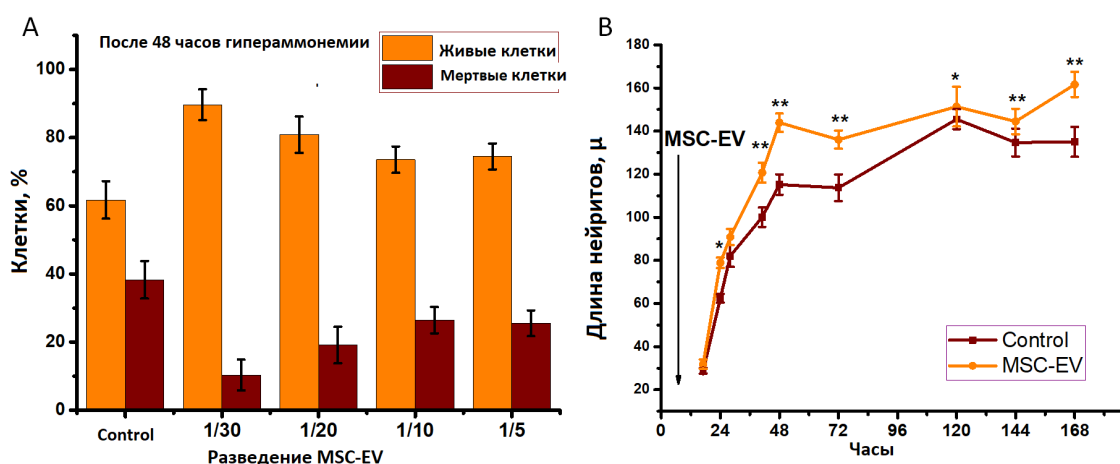 A
После 48 часов гипераммонемии
Живые клетки
Мертвые клетки
Клетки, %
100
80
60
40
20
0
Control
1/30
1/20
1/10
1/5
Разведение MSC-EV
B
Длина нейритов, µ
180
160
140
120
100
80
60
40
20
MSC-EV
*
**
**
**
*
**
**
Control
MSC-EV
0
24
48
72
96
120
144
168
Часы